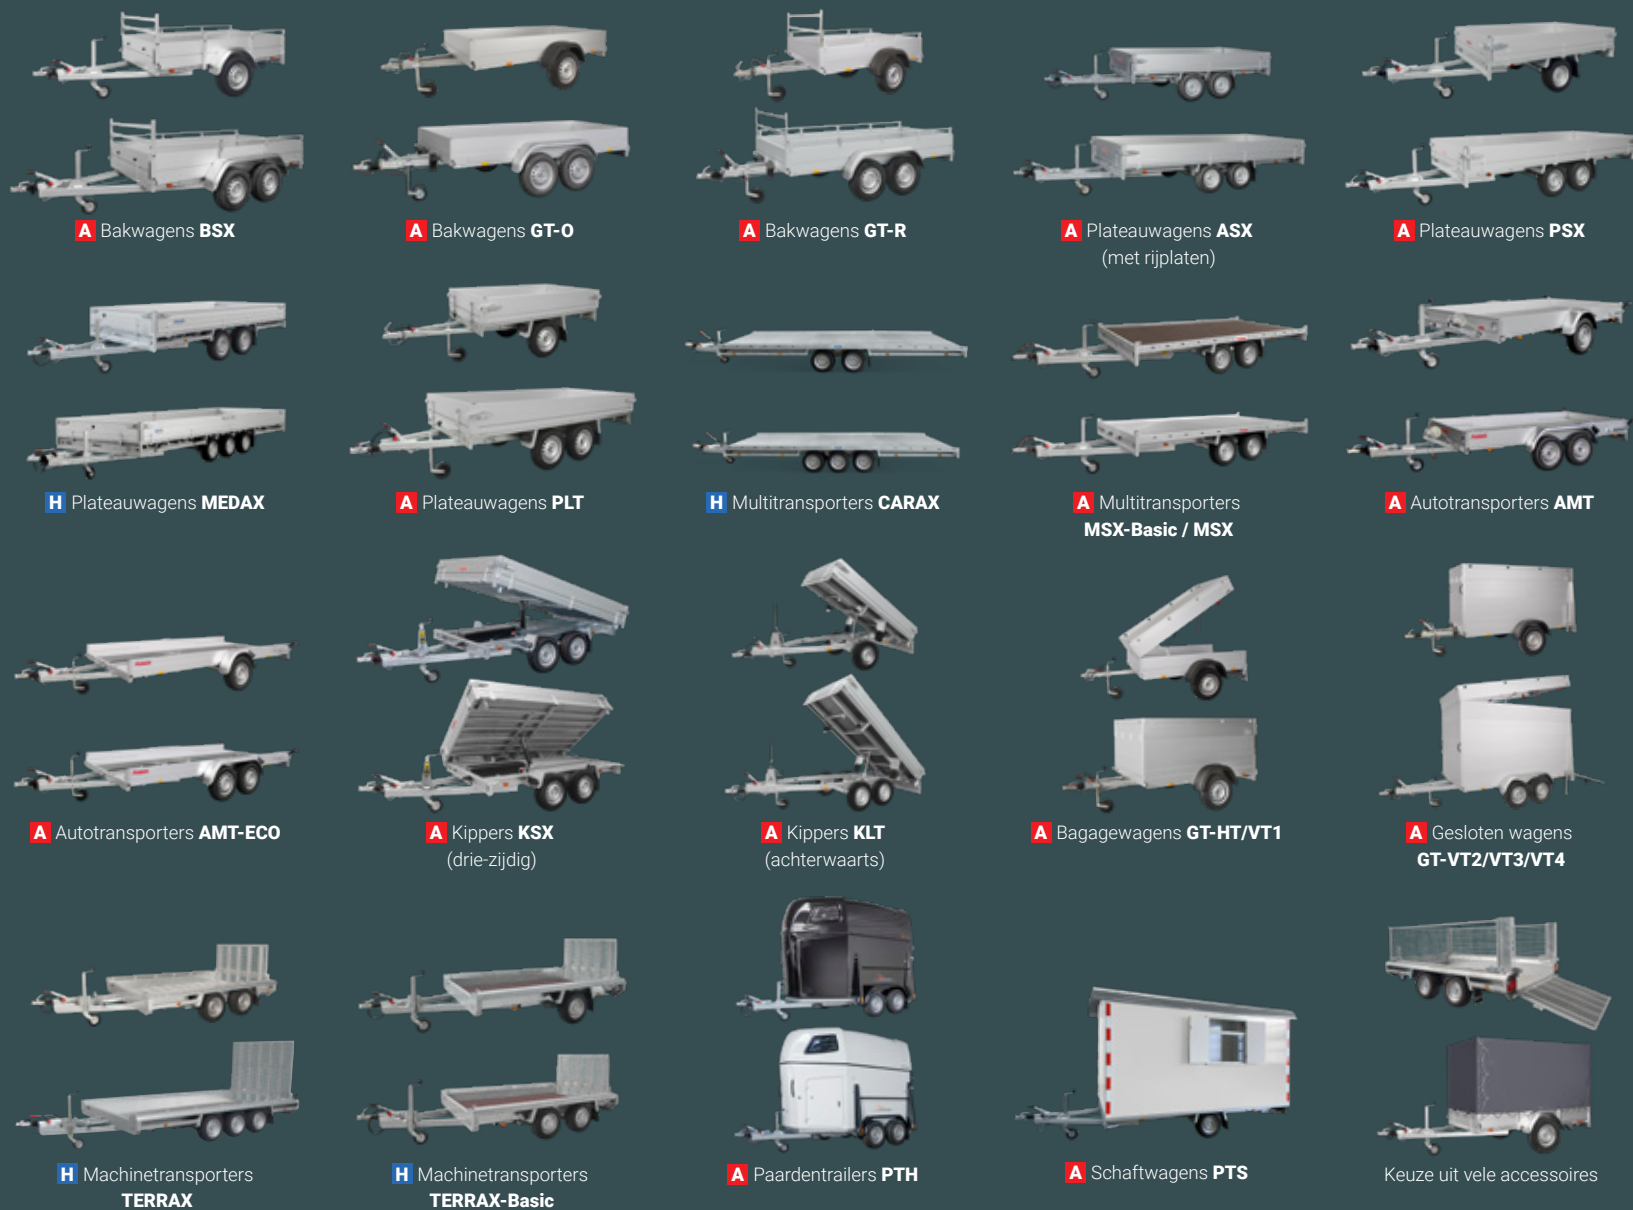 A Bakwagens BSX
A Bakwagens GT-O
A Bakwagens GT-R
A Plateauwagens ASX
(met rijplaten)
A Plateauwagens PSX
H Plateauwagens MEDAX
A Plateauwagens PLT
H Multitransporters CARAX
A Multitransporters
MSX-Basic / MSX
A Autotransporters AMT
A Autotransporters AMT-ECO
A Kippers KSX
(drie-zijdig)
A Kippers KLT
(achterwaarts)
A Bagagewagens GT-HT/VT1
A Gesloten wagens
GT-VT2/VT3/VT4
H Machinetransporters
TERRAX
H Machinetransporters
TERRAX-Basic
A Paardentrailers PTH
A Schaftwagens PTS
Keuze uit vele accessoires